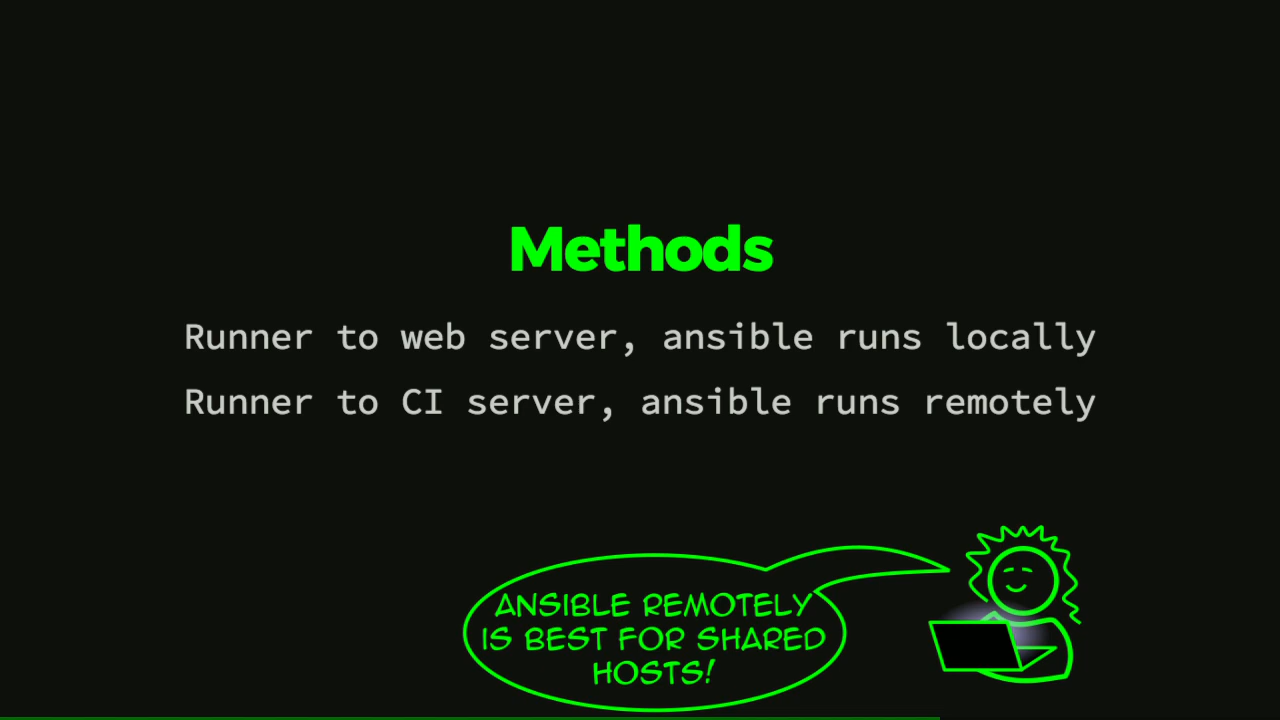 Methods
Runner to web server, ansible runs locally
Runner to CI server, ansible runs remotely
ANSIBLE REMOTELY
IS BEST FOR SHARED
HOSTS!